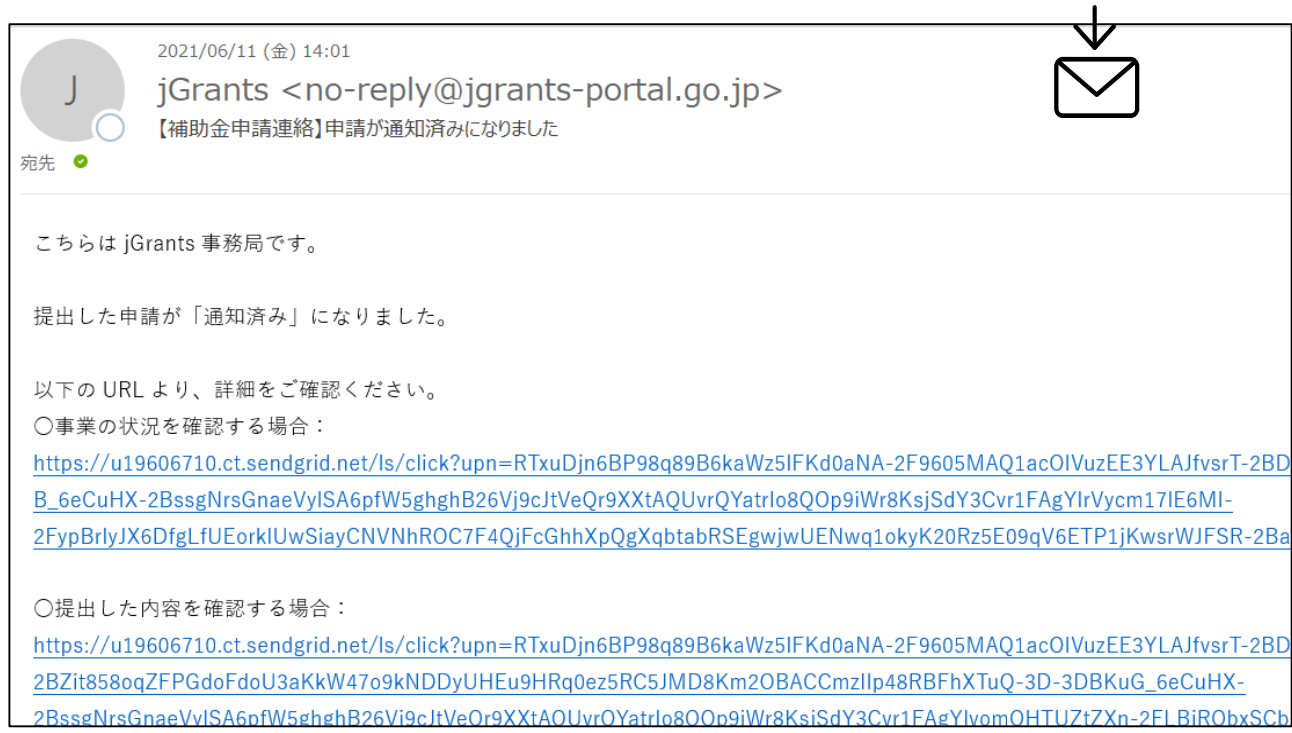 2021/06/11 (金) 14:01
J
jGrants <no-reply@jgrants-portal.go.jp>
【補助金申請連絡】申請が通知済みになりました
宛先
こちらは jGrants 事務局です。
提出した申請が「通知済み」になりました。
以下の URL より、詳細をご確認ください。
〇事業の状況を確認する場合：
https://u19606710.ct.sendgrid.net/ls/click?upn=RTxuDjn6BP98q89B6kaWz5IFKd0aNA-2F9605MAQ1acOIVuzEE3YLAJfvsrT-2BD
B_6eCuHX-2BssgNrsGnaeVylSA6pfW5ghghB26Vj9cJtVeQr9XXtAQUvrQYatrIo8QOp9iWr8KsjSdY3Cvr1FAgYIrVycm17IE6MI-
2FypBrlyJX6DfgLfUEorklUwSiayCNVNhROC7F4QjFcGhhXpQgXqbtabRSEgwjwUENwq1okyK20Rz5E09qV6ETP1jKwsrWJFSR-2Ba
〇提出した内容を確認する場合：
https://u19606710.ct.sendgrid.net/ls/click?upn=RTxuDjn6BP98q89B6kaWz5IFKd0aNA-2F9605MAQ1acOIVuzEE3YLAJfvsrT-2BD
2BZit858oqZFPGdoFdoU3aKkW47o9kNDDyUHEu9HRq0ez5RC5JMD8Km2OBACCmzIIp48RBFhXTuQ-3D-3DBKuG_6eCuHX-
2BssgNrsGnaeVylSA6pfW5ghghB26Vj9cJtVeQr9XXtAQUvrQYatrIo8QOp9iWr8KsjSdY3Cvr1FAgYIvomOHTUZtZXn-2FLBjRObxSCb